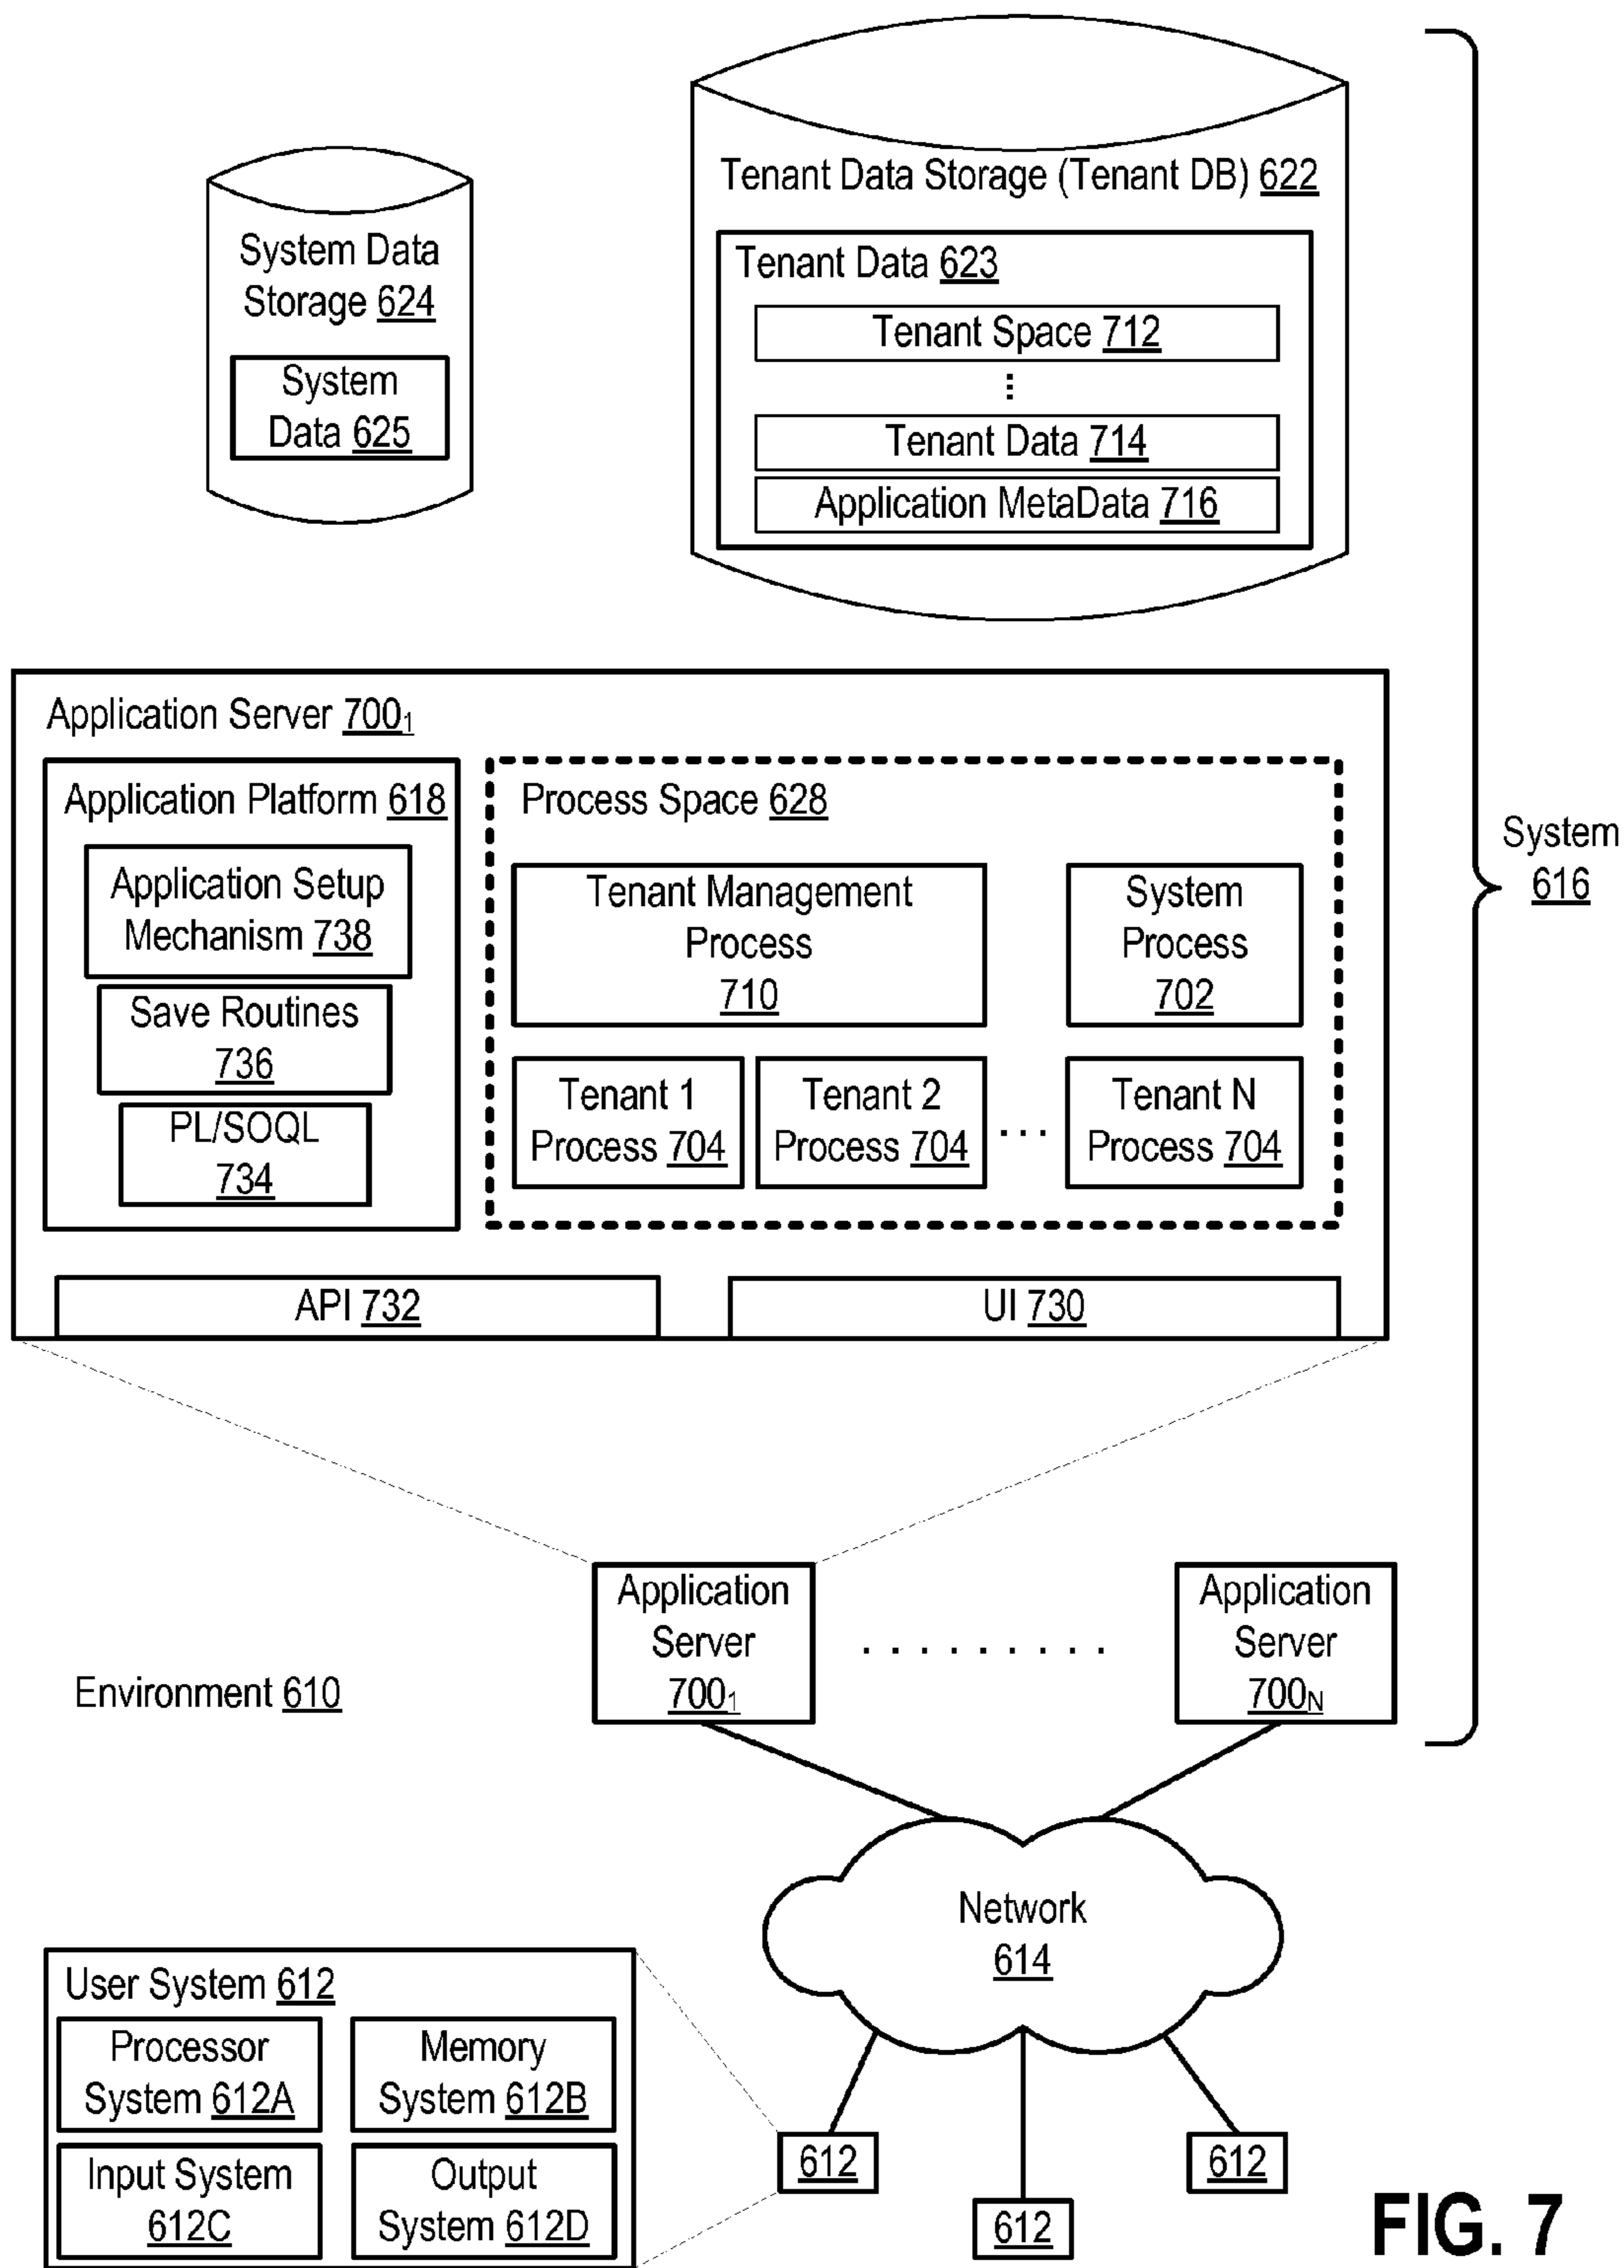 Tenant Data Storage (Tenant DB) 622
System Data
Storage 624
System
Data 625
Tenant Data 623
Tenant Space 712
⋮
Tenant Data 714
Application MetaData 716
System
616
Application Server 700₁
Application Platform 618
Application Setup
Mechanism 738
Save Routines
736
PL/SOQL
734
Process Space 628
Tenant Management
Process
710
System
Process
702
Tenant 1
Process 704
Tenant 2
Process 704
. . .
Tenant N
Process 704
API 732
UI 730
Application
Server
700₁
. . . . . . . . .
Application
Server
700N
Environment 610
Network
614
User System 612
Processor
System 612A
Memory
System 612B
Input System
612C
Output
System 612D
612
612
612
FIG. 7